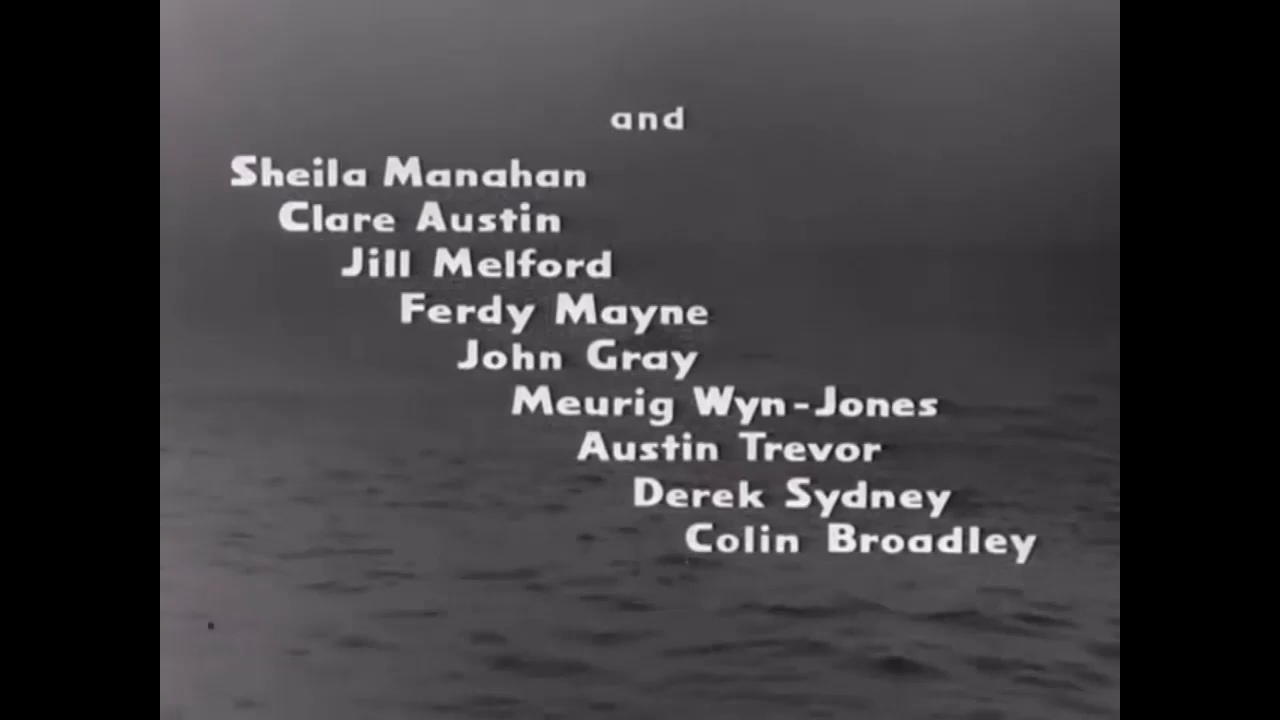 and
Sheila Manahan
Clare Austin
Jill Melford
Ferdy Mayne
John Gray
Meurig Wyn-Jones
Austin Trevor
Derek Sydney
Colin Broadley